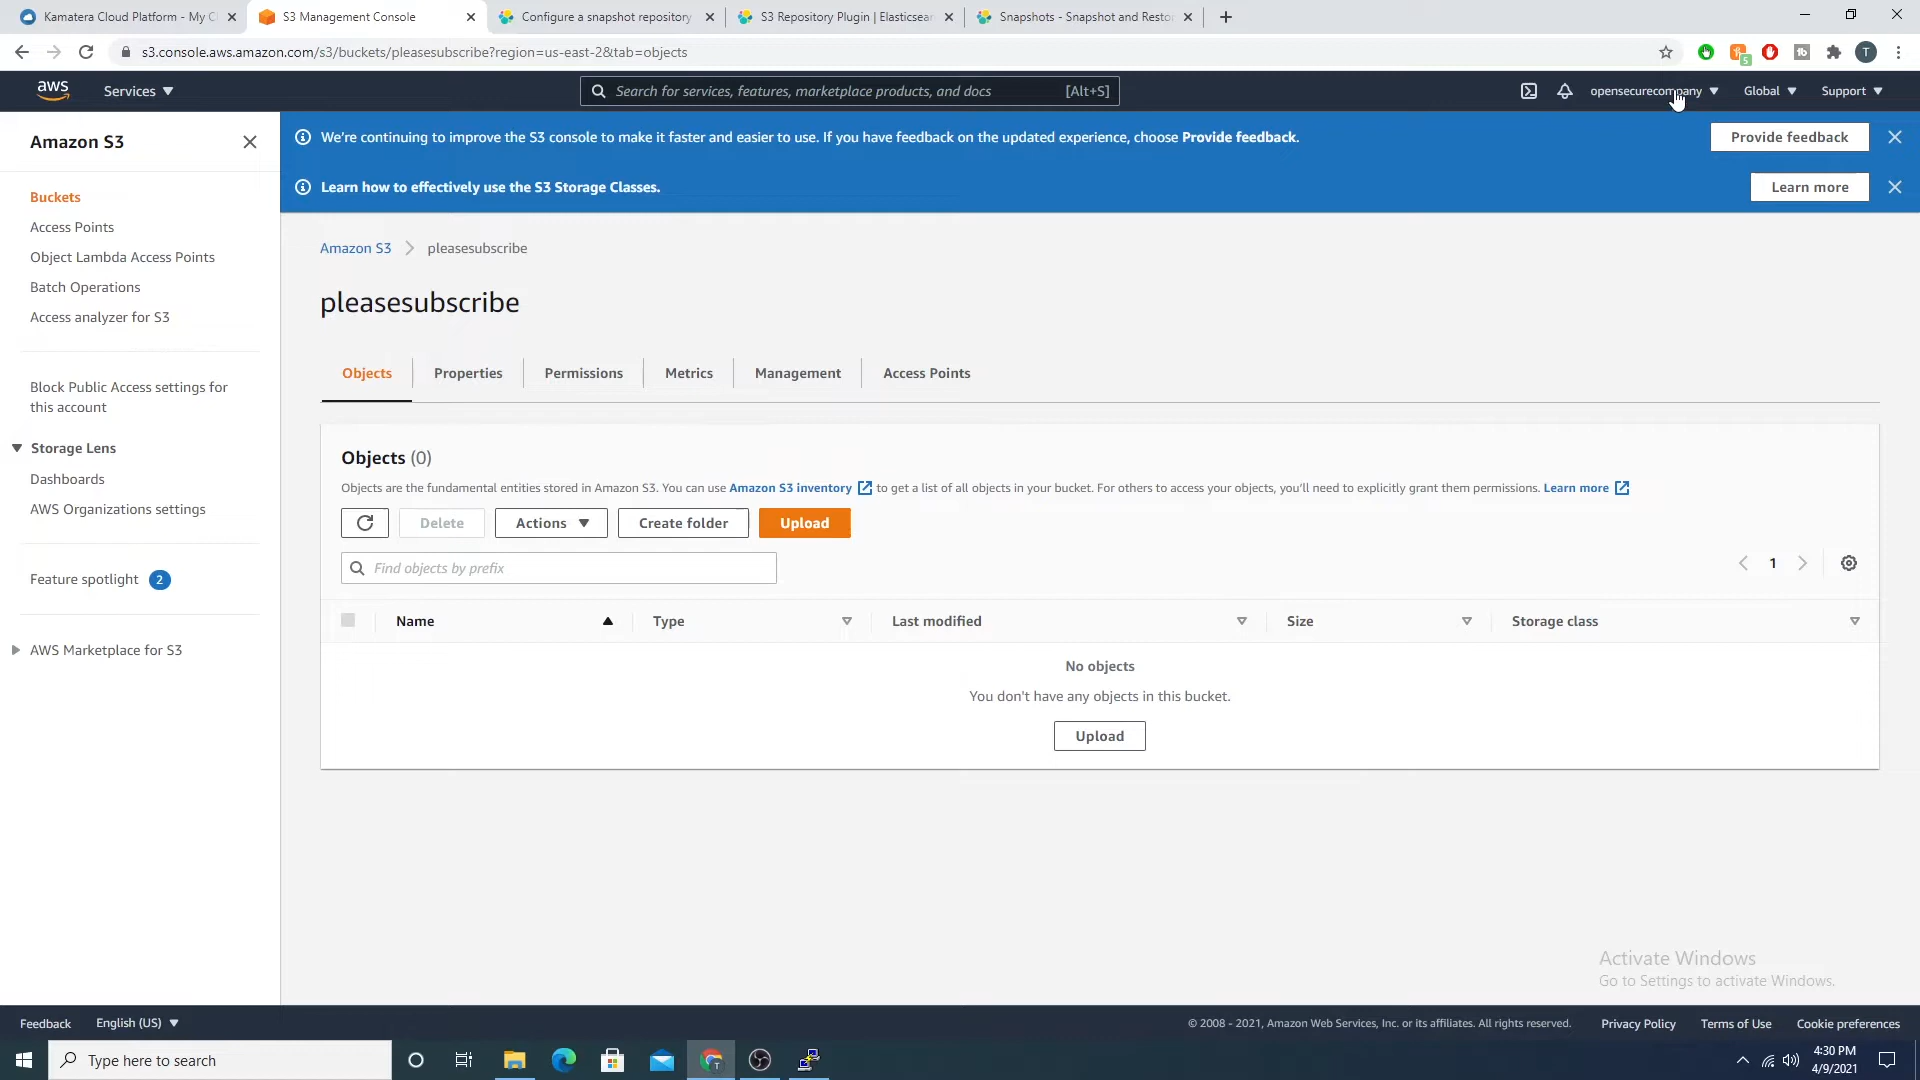 Kamatera Cloud Platform - My C
S3 Management Console
Configure a snapshot repository
S3 Repository Plugin | Elasticsear
Snapshots - Snapshot and Resto
s3.console.aws.amazon.com/s3/buckets/pleasesubscribe?region=us-east-2&tab=objects
5
T
aws
Services
Search for services, features, marketplace products, and docs
[Alt+S]
opensecurecompany
Global
Support
Amazon S3
Buckets
Access Points
Object Lambda Access Points
Batch Operations
Access analyzer for S3
Block Public Access settings for
this account
Storage Lens
Dashboards
AWS Organizations settings
Feature spotlight 2
AWS Marketplace for S3
We're continuing to improve the S3 console to make it faster and easier to use. If you have feedback on the updated experience, choose Provide feedback.
Provide feedback
Learn how to effectively use the S3 Storage Classes.
Learn more
Amazon S3 > pleasesubscribe
pleasesubscribe
Objects
Properties
Permissions
Metrics
Management
Access Points
Objects (0)
Objects are the fundamental entities stored in Amazon S3. You can use Amazon S3 inventory to get a list of all objects in your bucket. For others to access your objects, you'll need to explicitly grant them permissions. Learn more
Delete
Actions
Create folder
Upload
Find objects by prefix
1
Name
Type
Last modified
Size
Storage class
No objects
You don't have any objects in this bucket.
Upload
Activate Windows
Go to Settings to activate Windows.
Feedback
English (US)
© 2008 - 2021, Amazon Web Services, Inc. or its affiliates. All rights reserved.
Privacy Policy
Terms of Use
Cookie preferences
Type here to search
4:30 PM
4/9/2021